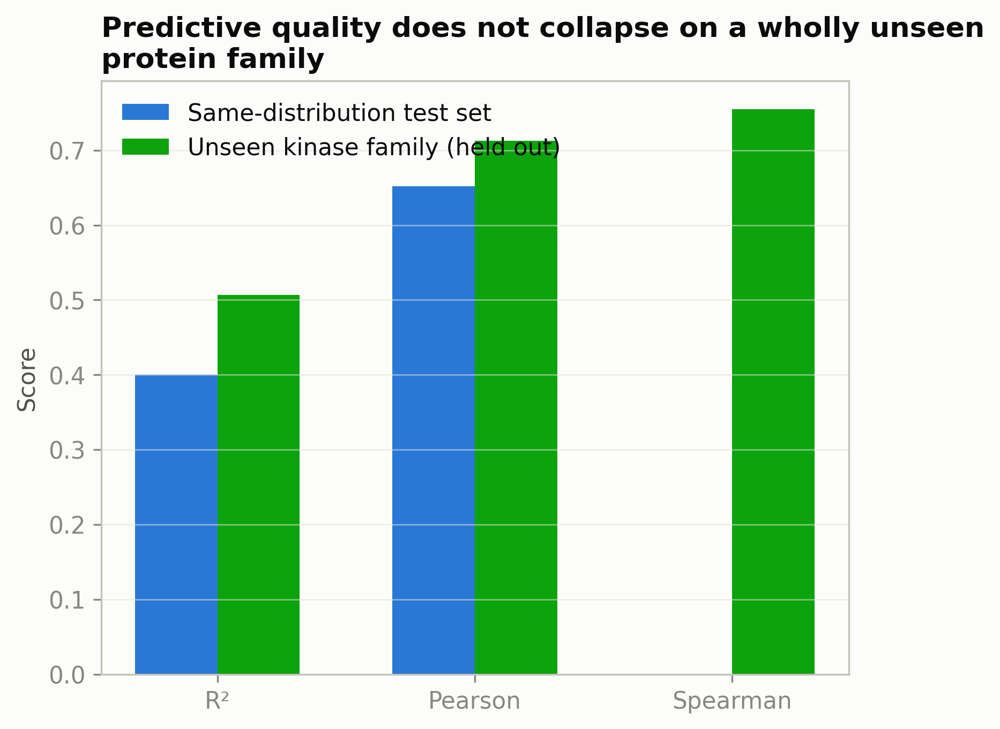 Predictive quality does not collapse on a wholly unseen
protein family
Same-distribution test set
Unseen kinase family (held out)
0.7
0.6
0.5
0.4
0.3
0.2
0.1
0.0
Score
R²
Pearson
Spearman